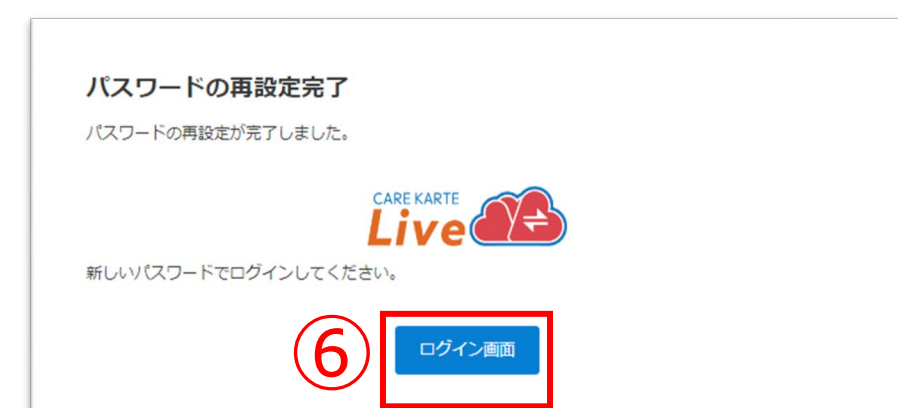 パスワードの再設定完了
パスワードの再設定が完了しました。
CARE KARTE
Live
新しいパスワードでログインしてください。
⑥
ログイン画面